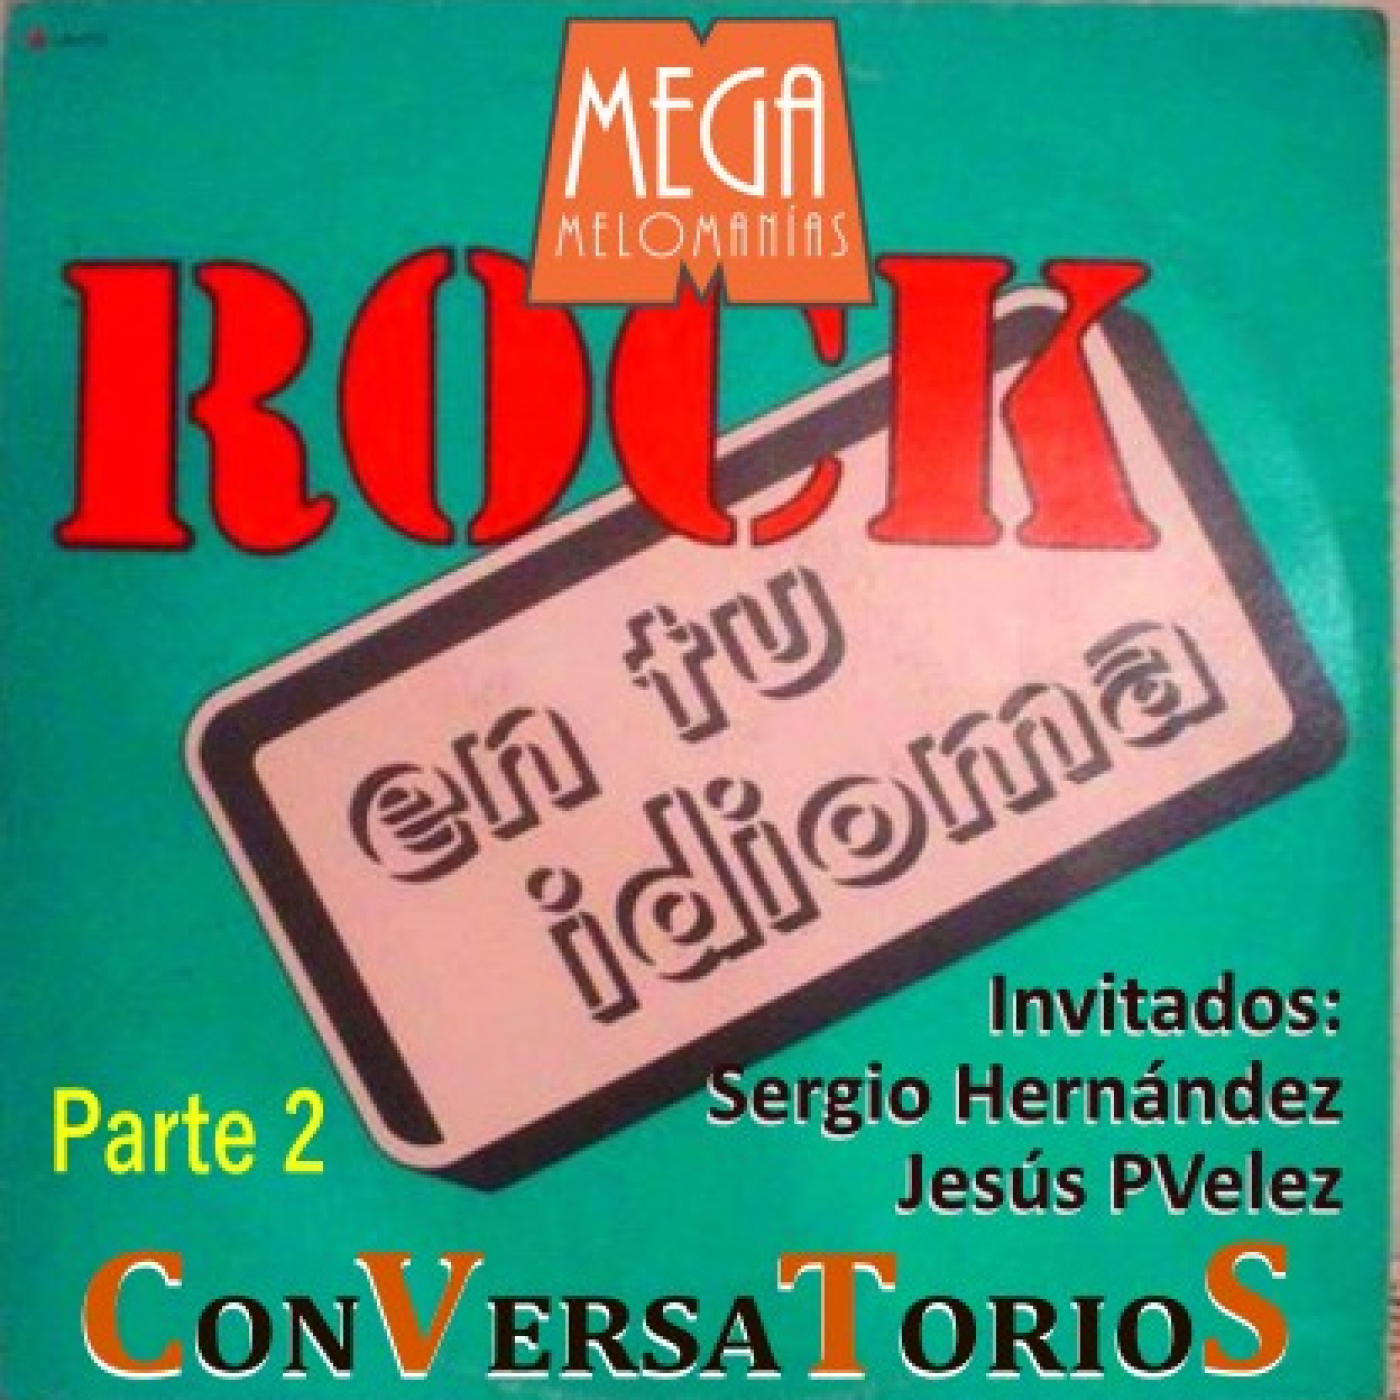 MEGA
MELOMANÍAS
ROCK
en tu
idioma
Invitados:
Sergio Hernández
Jesús PVelez
Parte 2
ConVersaTorioS